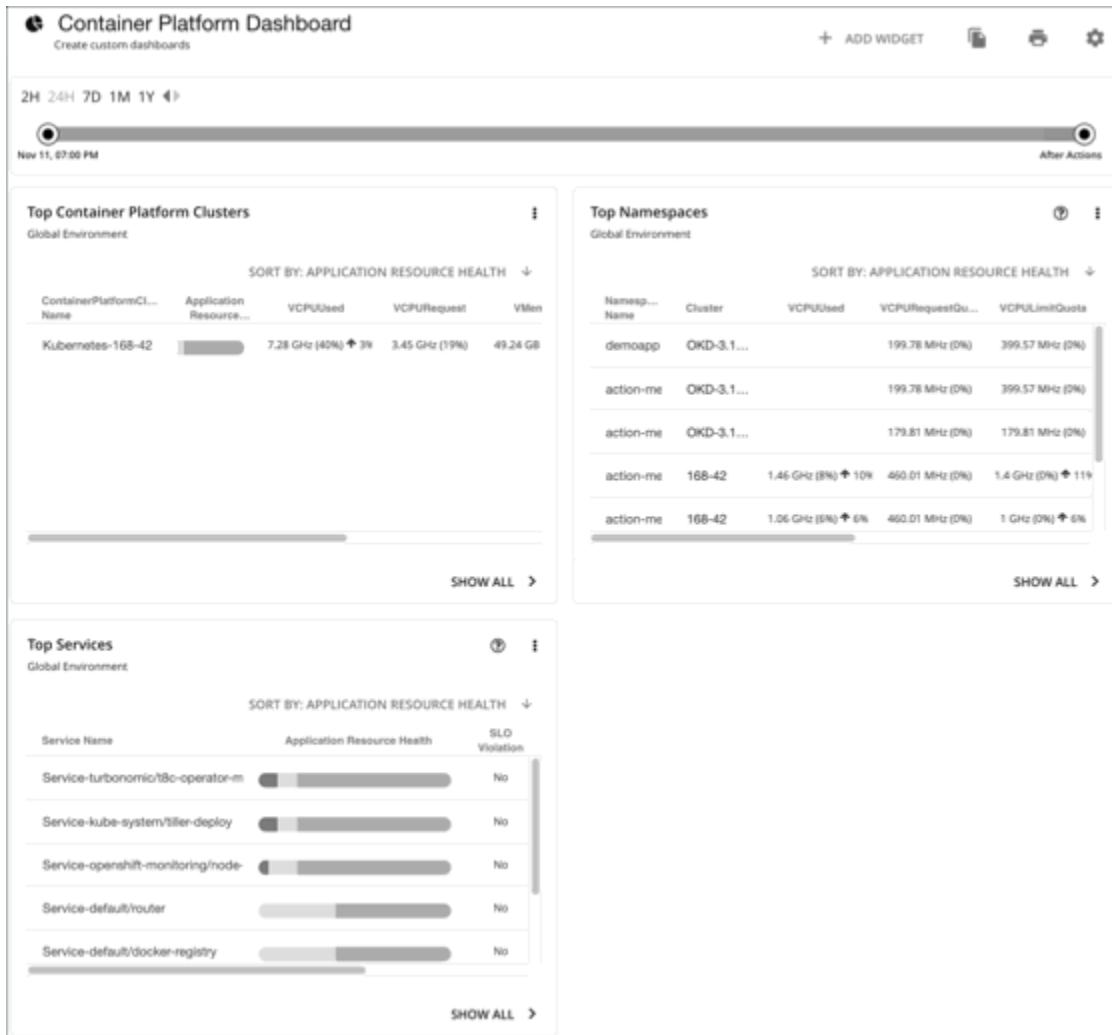 Container Platform Dashboard
Create custom dashboards
+ ADD WIDGET
2H 24H 7D 1M 1Y
Nov 11, 07:00 PM
After Actions
Top Container Platform Clusters
Global Environment
SORT BY: APPLICATION RESOURCE HEALTH
ContainerPlatformCl... Name Application Resource... VCPUUsed VCPURequest VMen
Kubernetes-168-42 7.28 GHz (40%) 3% 3.45 GHz (19%) 49.24 GB
SHOW ALL
Top Namespaces
Global Environment
SORT BY: APPLICATION RESOURCE HEALTH
Namesp... Name Cluster VCPUUsed VCPURequestQu... VCPULimitQuota
demoapp OKD-3.1... 199.78 MHz (0%) 399.57 MHz (0%)
action-me OKD-3.1... 199.78 MHz (0%) 399.57 MHz (0%)
action-me OKD-3.1... 179.81 MHz (0%) 179.81 MHz (0%)
action-me 168-42 1.46 GHz (8%) 10% 460.01 MHz (0%) 1.4 GHz (0%) 11%
action-me 168-42 1.06 GHz (6%) 6% 460.01 MHz (0%) 1 GHz (0%) 6%
SHOW ALL
Top Services
Global Environment
SORT BY: APPLICATION RESOURCE HEALTH
Service Name Application Resource Health SLO Violation
Service-turbonomic/t8c-operator-m No
Service-kube-system/tiller-deploy No
Service-openshift-monitoring/node- No
Service-default/router No
Service-default/docker-registry No
SHOW ALL